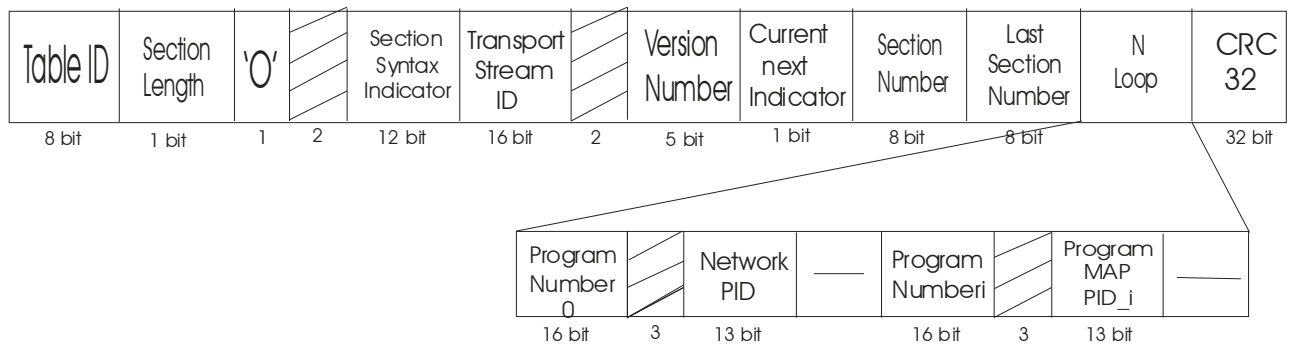 Table ID
Section
Length
'O'
Section
Syntax
Indicator
Transport
Stream
ID
Version
Number
Current
next
Indicator
Section
Number
Last
Section
Number
N
Loop
CRC
32
8 bit
1 bit
1
2
12 bit
16 bit
2
5 bit
1 bit
8 bit
8 bit
32 bit
Program
Number
0
Network
PID
Program
Numberi
Program
MAP
PID_i
16 bit
3
13 bit
16 bit
3
13 bit